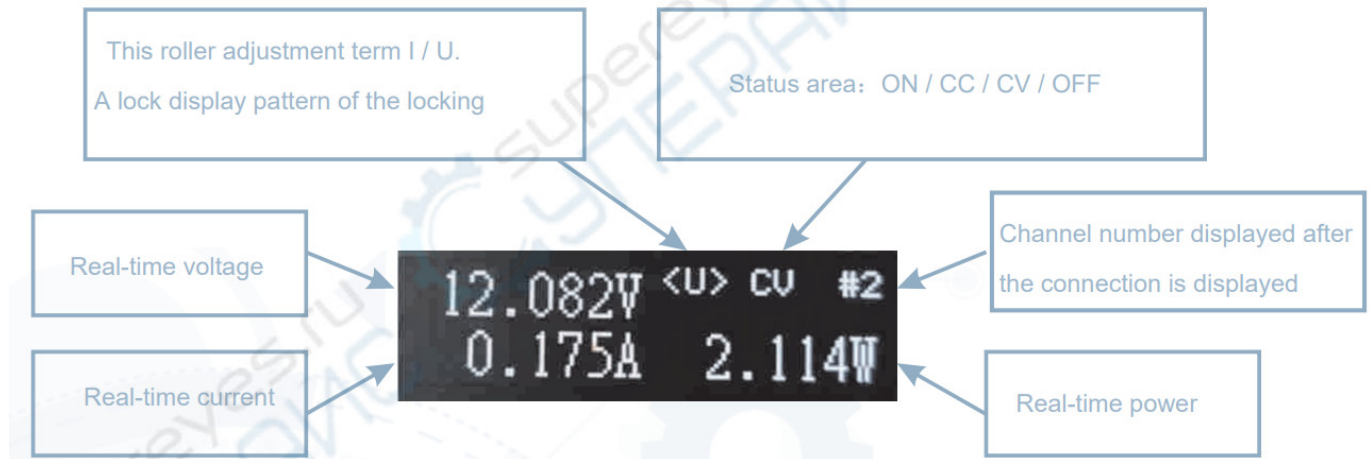 This roller adjustment term I / U.
A lock display pattern of the locking
Status area: ON / CC / CV / OFF
Real-time voltage
Channel number displayed after
the connection is displayed
12.082V <U> CV #2
0.175A 2.114W
Real-time current
Real-time power